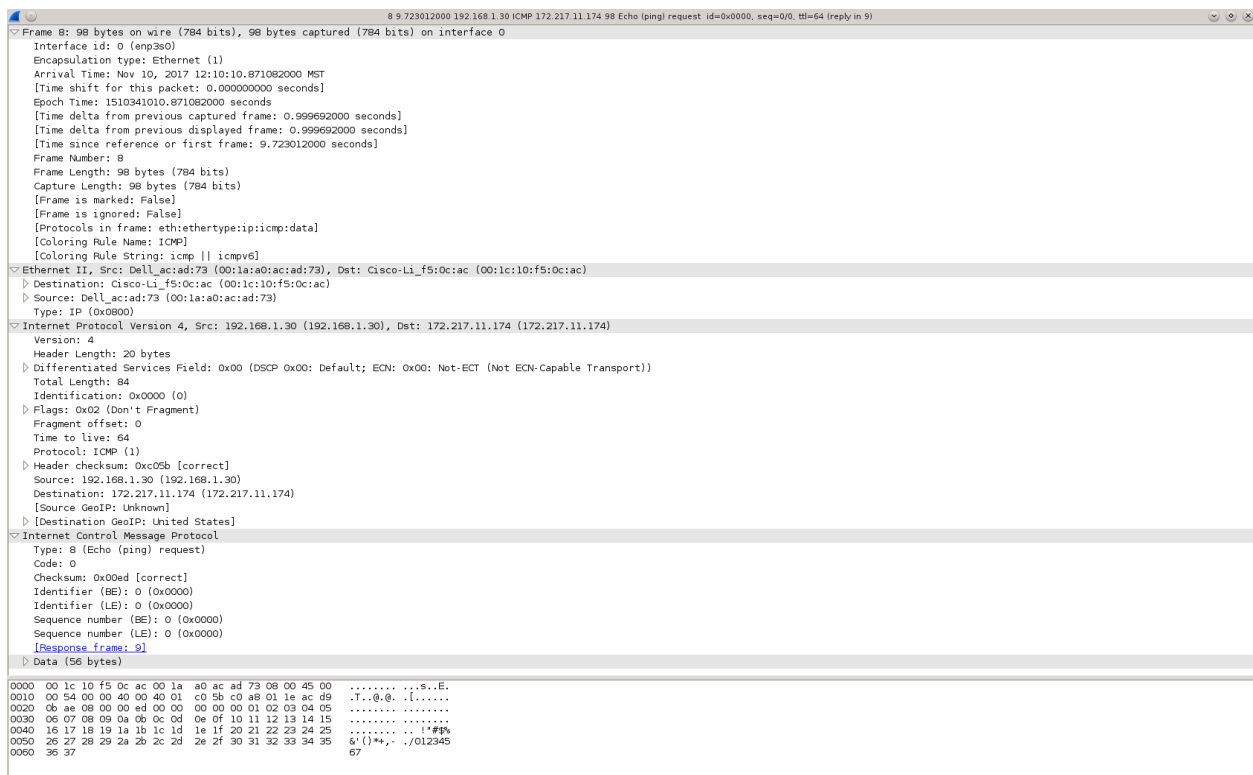 8 9.723012000 192.168.1.30 ICMP 172.217.11.174 98 Echo (ping) request  id=0x0000, seq=0/0, ttl=64 (reply in 9)
Frame 8: 98 bytes on wire (784 bits), 98 bytes captured (784 bits) on interface 0
Interface id: 0 (enp3s0)
Encapsulation type: Ethernet (1)
Arrival Time: Nov 10, 2017 12:10:10.871082000 MST
[Time shift for this packet: 0.000000000 seconds]
Epoch Time: 1510341010.871082000 seconds
[Time delta from previous captured frame: 0.999692000 seconds]
[Time delta from previous displayed frame: 0.999692000 seconds]
[Time since reference or first frame: 9.723012000 seconds]
Frame Number: 8
Frame Length: 98 bytes (784 bits)
Capture Length: 98 bytes (784 bits)
[Frame is marked: False]
[Frame is ignored: False]
[Protocols in frame: eth:ethertype:ip:icmp:data]
[Coloring Rule Name: ICMP]
[Coloring Rule String: icmp || icmpv6]
Ethernet II, Src: Dell_ac:ad:73 (00:1a:a0:ac:ad:73), Dst: Cisco-Li_f5:0c:ac (00:1c:10:f5:0c:ac)
Destination: Cisco-Li_f5:0c:ac (00:1c:10:f5:0c:ac)
Source: Dell_ac:ad:73 (00:1a:a0:ac:ad:73)
Type: IP (0x0800)
Internet Protocol Version 4, Src: 192.168.1.30 (192.168.1.30), Dst: 172.217.11.174 (172.217.11.174)
Version: 4
Header Length: 20 bytes
Differentiated Services Field: 0x00 (DSCP 0x00: Default; ECN: 0x00: Not-ECT (Not ECN-Capable Transport))
Total Length: 84
Identification: 0x0000 (0)
Flags: 0x02 (Don't Fragment)
Fragment offset: 0
Time to live: 64
Protocol: ICMP (1)
Header checksum: 0xc05b [correct]
Source: 192.168.1.30 (192.168.1.30)
Destination: 172.217.11.174 (172.217.11.174)
[Source GeoIP: Unknown]
[Destination GeoIP: United States]
Internet Control Message Protocol
Type: 8 (Echo (ping) request)
Code: 0
Checksum: 0x00ed [correct]
Identifier (BE): 0 (0x0000)
Identifier (LE): 0 (0x0000)
Sequence number (BE): 0 (0x0000)
Sequence number (LE): 0 (0x0000)
[Response frame: 9]
Data (56 bytes)
0000  00 1c 10 f5 0c ac 00 1a  a0 ac ad 73 08 00 45 00   ........ ...s..E.
0010  00 54 00 00 40 00 40 01  c0 5b c0 a8 01 1e ac d9   .T..@.@. .[......
0020  0b ae 08 00 00 ed 00 00  00 00 00 01 02 03 04 05   ........ ........
0030  06 07 08 09 0a 0b 0c 0d  0e 0f 10 11 12 13 14 15   ........ ........
0040  16 17 18 19 1a 1b 1c 1d  1e 1f 20 21 22 23 24 25   ........ .. !"#$%
0050  26 27 28 29 2a 2b 2c 2d  2e 2f 30 31 32 33 34 35   &'()*+,- ./012345
0060  36 37                                              67